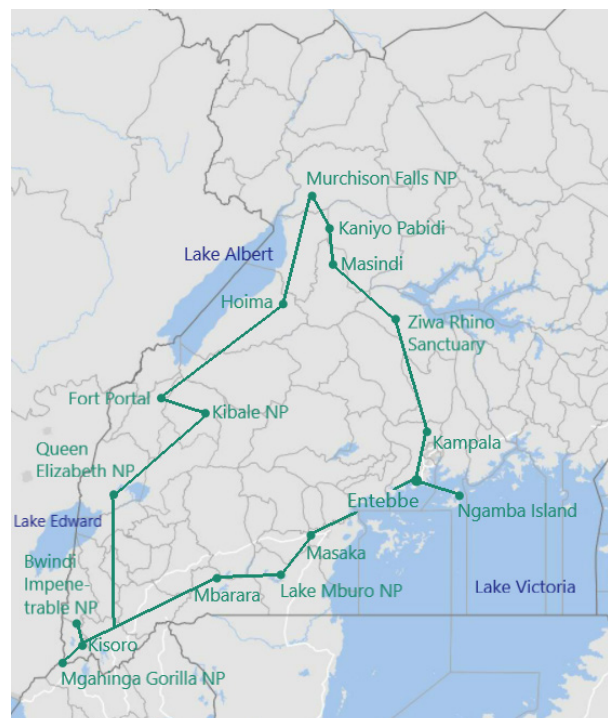 Murchison Falls NP
Kaniyo Pabidi
Lake Albert
Masindi
Hoima
Ziwa Rhino
Sanctuary
Fort Portal
Kibale NP
Kampala
Queen
Elizabeth NP
Entebbe
Ngamba Island
Lake Edward
Masaka
Bwindi
Impene-
trable NP
Mbarara
Lake Mburo NP
Lake Victoria
Kisoro
Mgahinga Gorilla NP